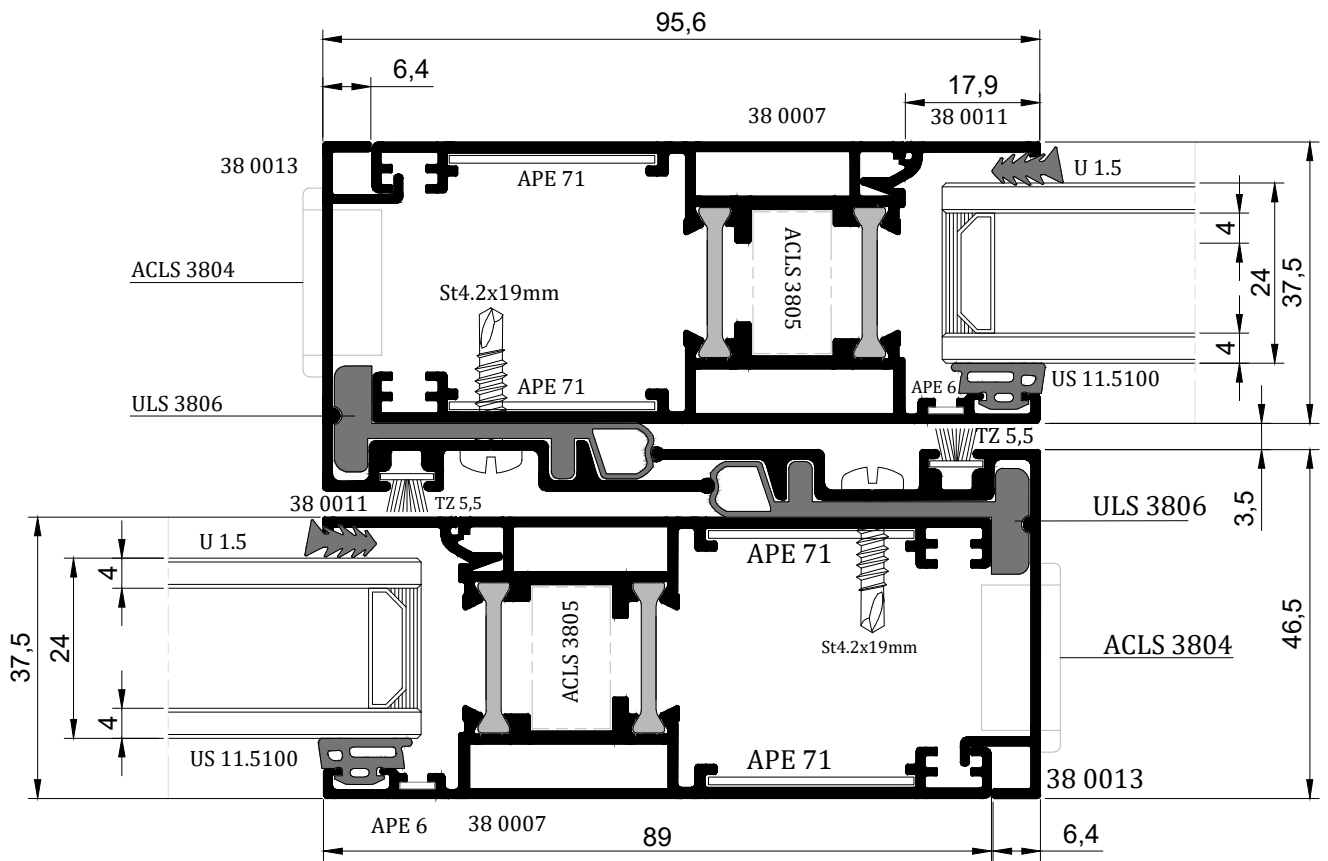 95,6
6,4
17,9
38 0007
38 0011
38 0013
APE 71
U 1.5
4
ACLS 3804
ACLS 3805
24
37,5
St4.2x19mm
4
APE 71
APE 6
US 11.5100
ULS 3806
TZ 5,5
38 0011
TZ 5,5
ULS 3806
3,5
U 1.5
APE 71
4
37,5
24
ACLS 3805
St4.2x19mm
ACLS 3804
46,5
4
US 11.5100
APE 71
38 0013
APE 6
38 0007
89
6,4